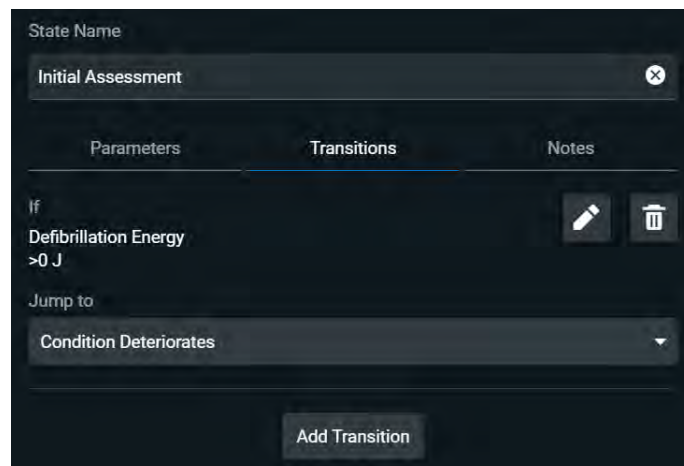 State Name
Initial Assessment
Parameters Transitions Notes
If
Defibrillation Energy
>0 J
Jump to
Condition Deteriorates
Add Transition